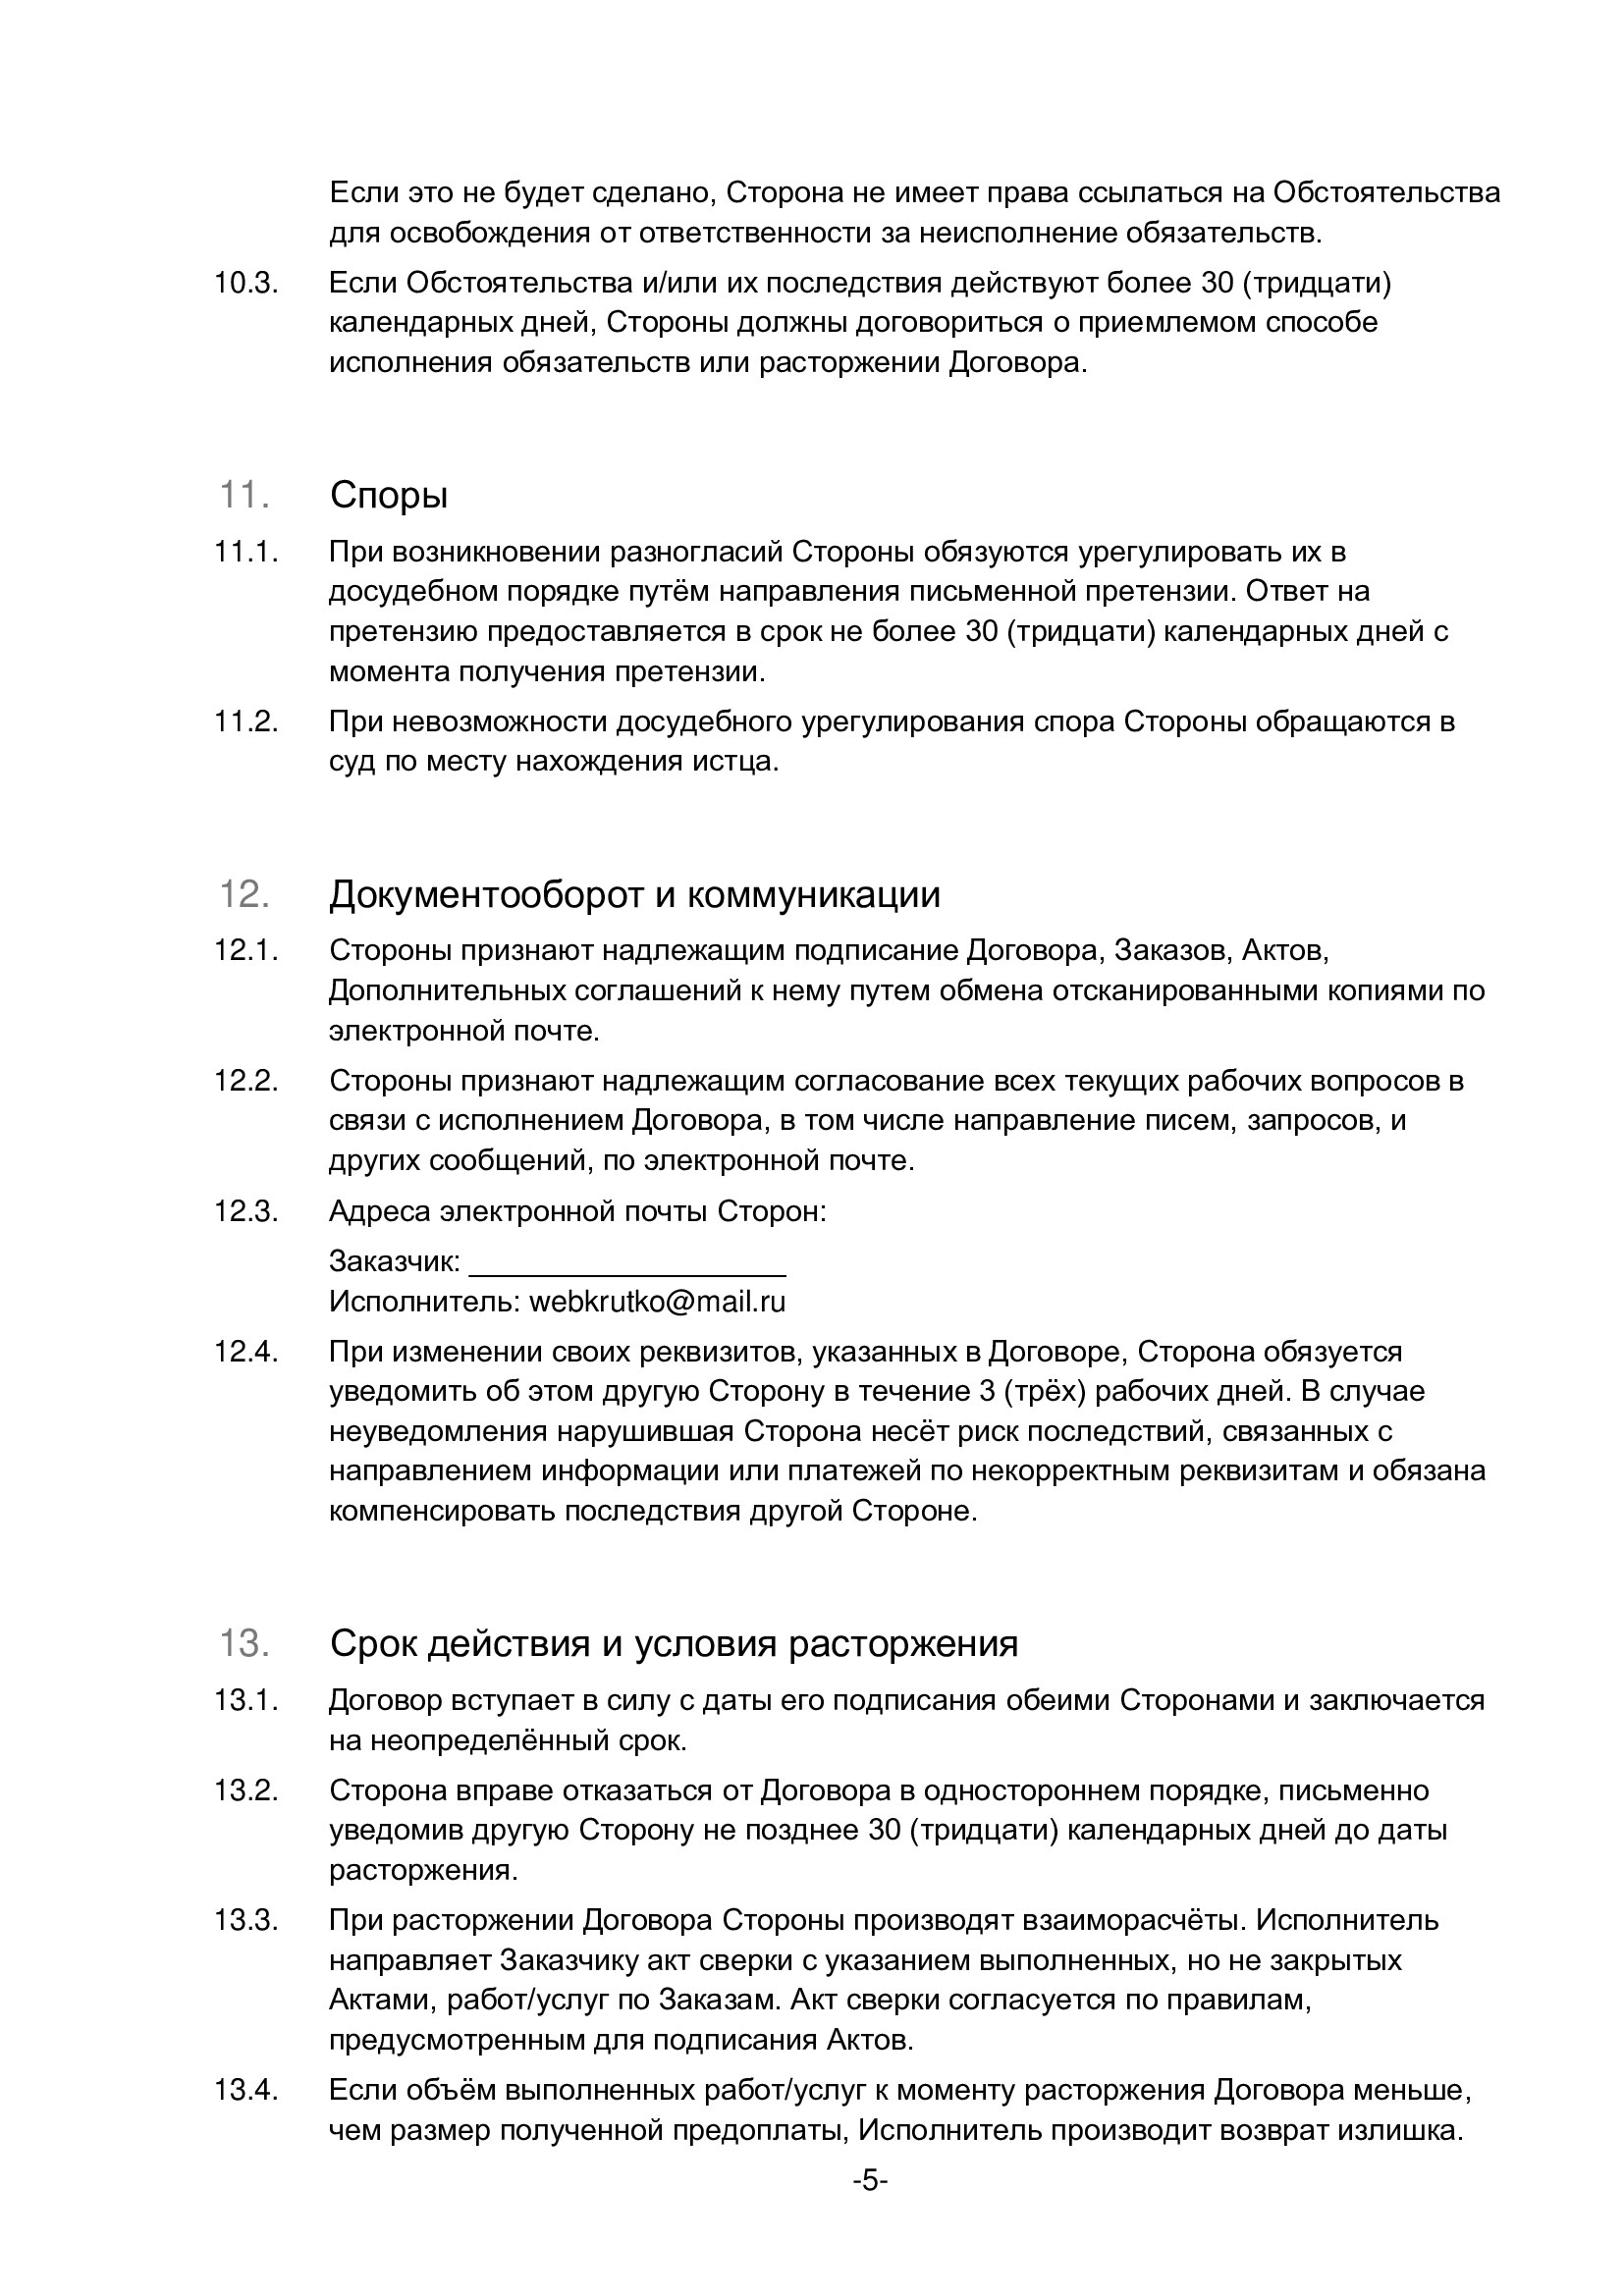 Если это не будет сделано, Сторона не имеет права ссылаться на Обстоятельства
для освобождения от ответственности за неисполнение обязательств.
10.3. Если Обстоятельства и/или их последствия действуют более 30 (тридцати)
календарных дней, Стороны должны договориться о приемлемом способе
исполнения обязательств или расторжении Договора.
11. Споры
11.1. При возникновении разногласий Стороны обязуются урегулировать их в
досудебном порядке путём направления письменной претензии. Ответ на
претензию предоставляется в срок не более 30 (тридцати) календарных дней с
момента получения претензии.
11.2. При невозможности досудебного урегулирования спора Стороны обращаются в
суд по месту нахождения истца.
12. Документооборот и коммуникации
12.1. Стороны признают надлежащим подписание Договора, Заказов, Актов,
Дополнительных соглашений к нему путем обмена отсканированными копиями по
электронной почте.
12.2. Стороны признают надлежащим согласование всех текущих рабочих вопросов в
связи с исполнением Договора, в том числе направление писем, запросов, и
других сообщений, по электронной почте.
12.3. Адреса электронной почты Сторон:
Заказчик: ___________________
Исполнитель: webkrutko@mail.ru
12.4. При изменении своих реквизитов, указанных в Договоре, Сторона обязуется
уведомить об этом другую Сторону в течение 3 (трёх) рабочих дней. В случае
неуведомления нарушившая Сторона несёт риск последствий, связанных с
направлением информации или платежей по некорректным реквизитам и обязана
компенсировать последствия другой Стороне.
13. Срок действия и условия расторжения
13.1. Договор вступает в силу с даты его подписания обеими Сторонами и заключается
на неопределённый срок.
13.2. Сторона вправе отказаться от Договора в одностороннем порядке, письменно
уведомив другую Сторону не позднее 30 (тридцати) календарных дней до даты
расторжения.
13.3. При расторжении Договора Стороны производят взаиморасчёты. Исполнитель
направляет Заказчику акт сверки с указанием выполненных, но не закрытых
Актами, работ/услуг по Заказам. Акт сверки согласуется по правилам,
предусмотренным для подписания Актов.
13.4. Если объём выполненных работ/услуг к моменту расторжения Договора меньше,
чем размер полученной предоплаты, Исполнитель производит возврат излишка.
-5-